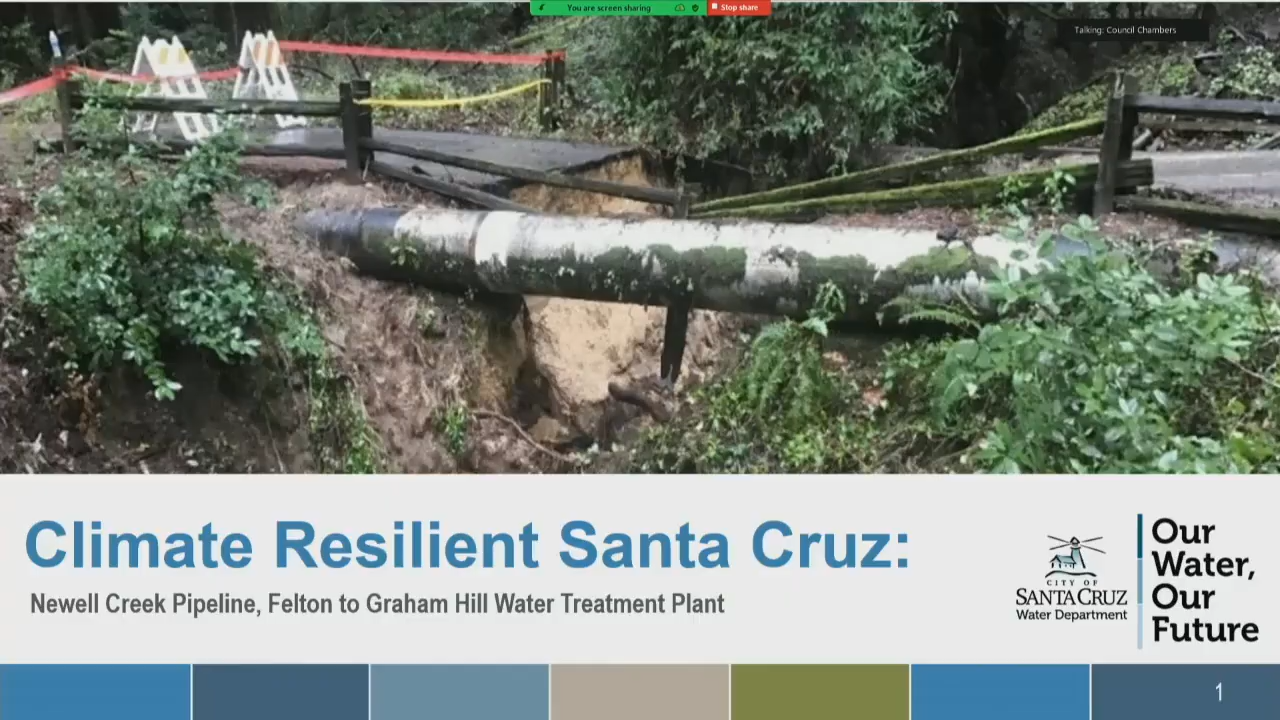 You are screen sharing
Stop share
Talking: Council Chambers
Climate Resilient Santa Cruz:
Newell Creek Pipeline, Felton to Graham Hill Water Treatment Plant
CITY OF
SANTA CRUZ
Water Department
Our
Water,
Our
Future
1